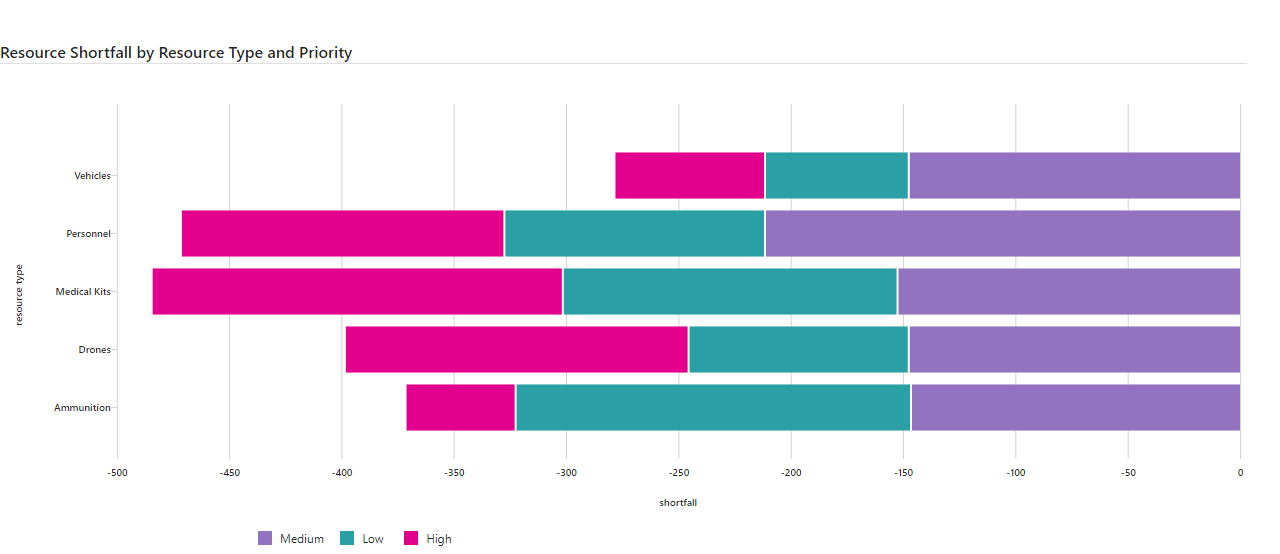 Resource Shortfall by Resource Type and Priority
Vehicles
Personnel
Medical Kits
Drones
Ammunition
resource type
-500 -450 -400 -350 -300 -250 -200 -150 -100 -50 0
shortfall
Medium Low High